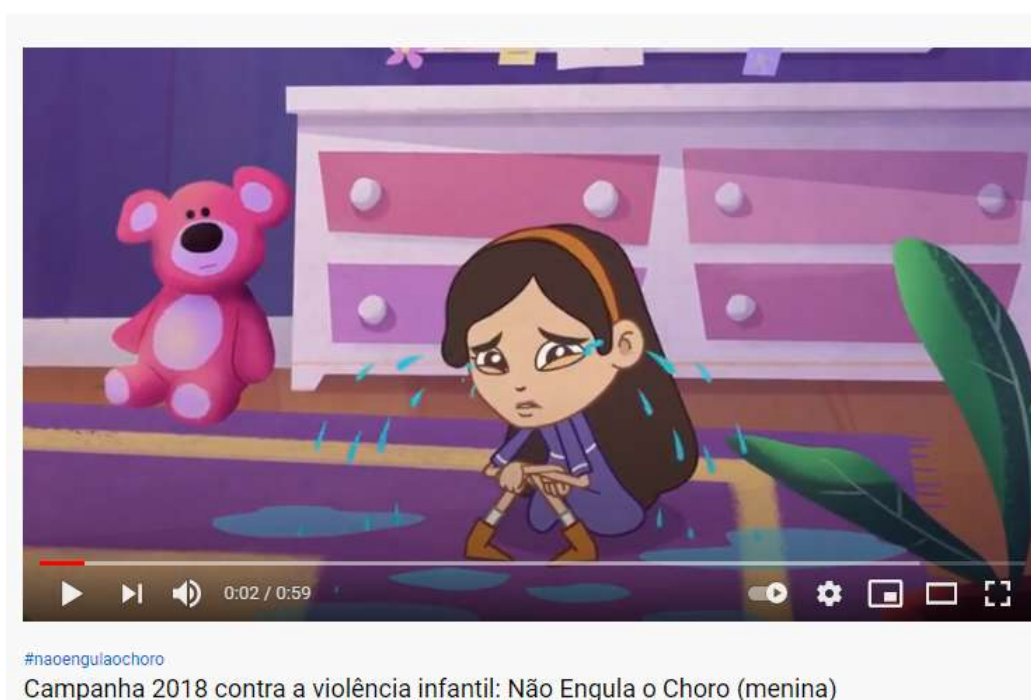 0:02 / 0:59
#naoengulaochoro
Campanha 2018 contra a violência infantil: Não Engula o Choro (menina)